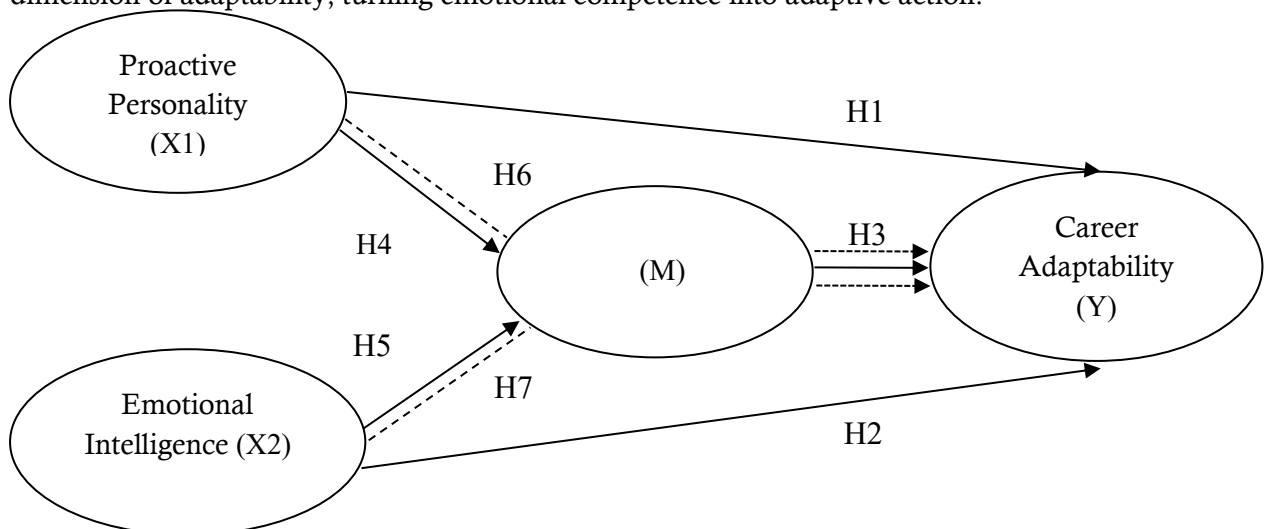 dimension of adaptability, turning emotional competence into adaptive action.
Proactive
Personality
(X1)
H1
H6
H4
(M)
H3
Career
Adaptability
(Y)
H5
H7
Emotional
Intelligence (X2)
H2